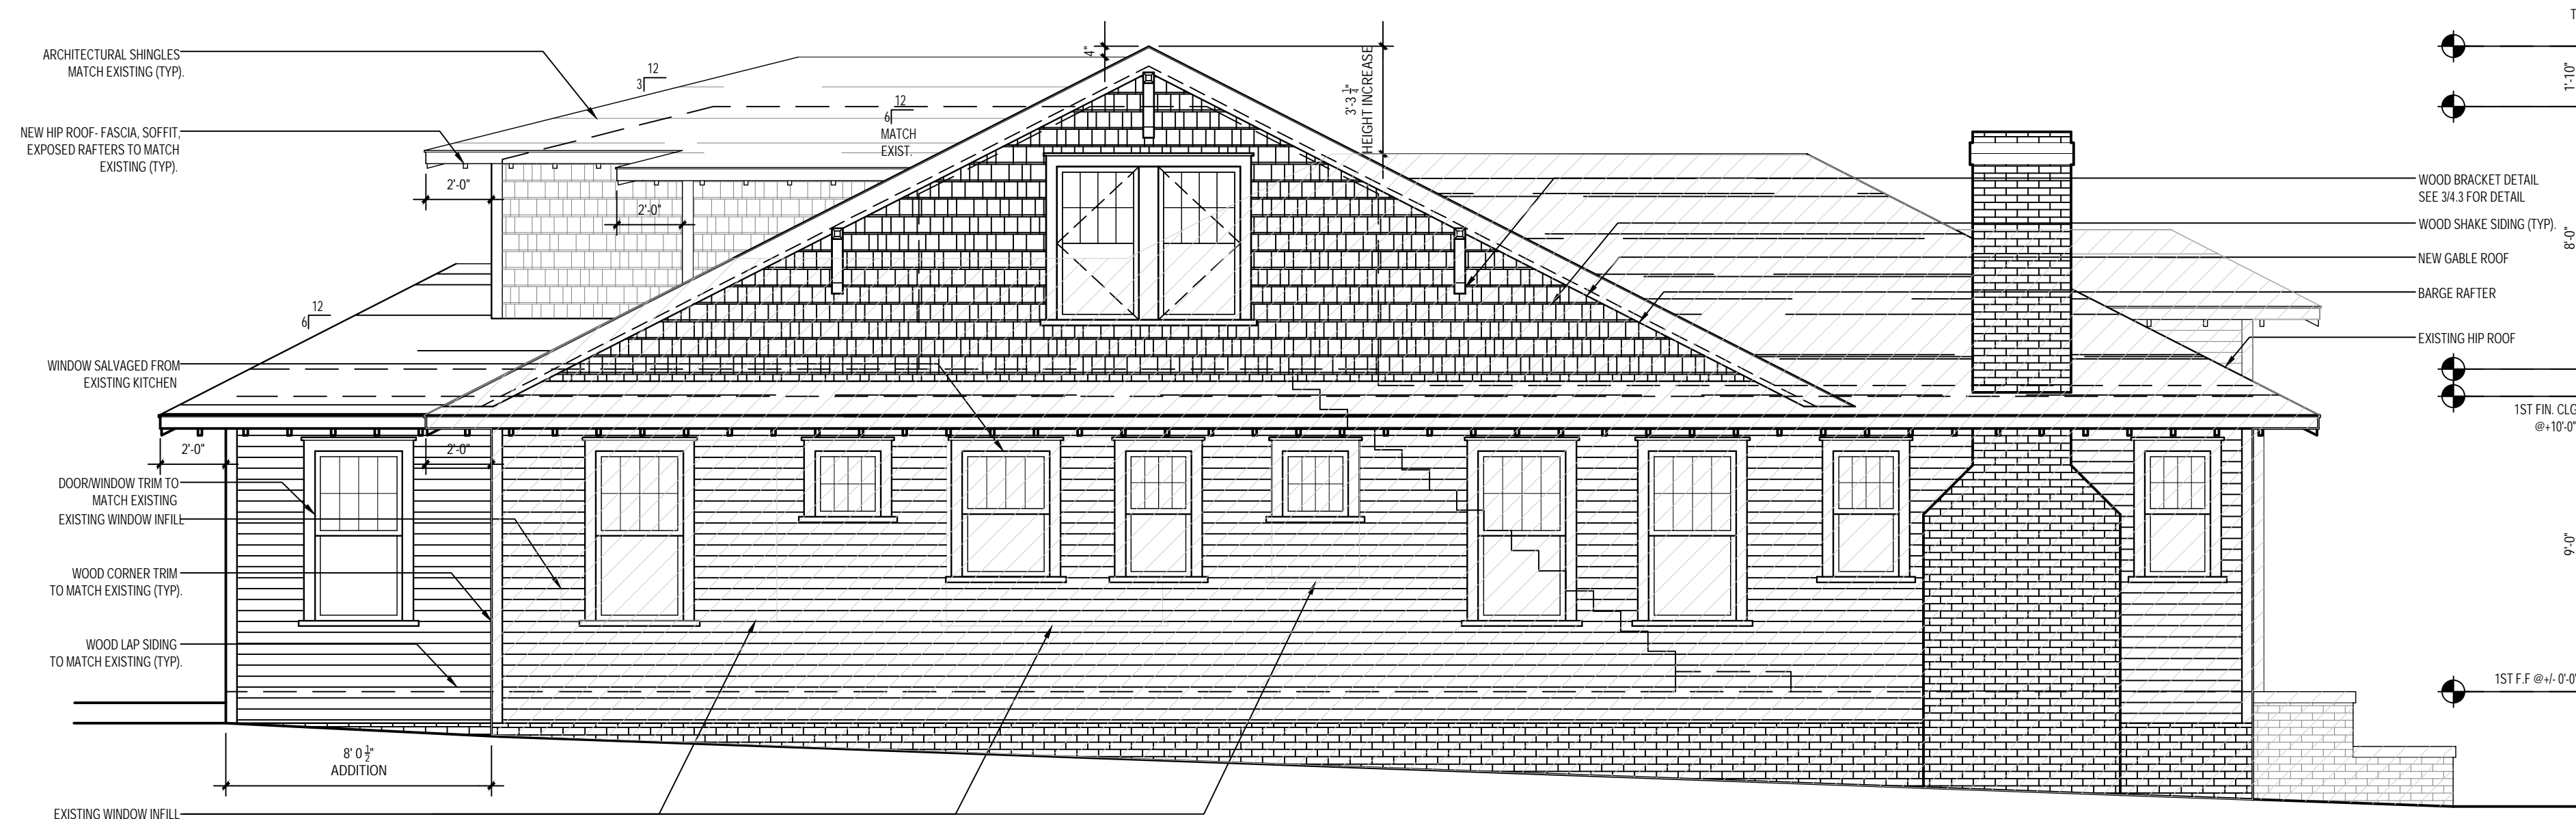 ARCHITECTURAL SHINGLES
MATCH EXISTING (TYP).
NEW HIP ROOF- FASCIA, SOFFIT,
EXPOSED RAFTERS TO MATCH
EXISTING (TYP).
WINDOW SALVAGED FROM
EXISTING KITCHEN
DOOR/WINDOW TRIM TO
MATCH EXISTING
EXISTING WINDOW INFILL
WOOD CORNER TRIM
TO MATCH EXISTING (TYP).
WOOD LAP SIDING
TO MATCH EXISTING (TYP).
EXISTING WINDOW INFILL
12
3
12
6
MATCH
EXIST.
12
6
2'-0"
2'-0"
2'-0"
2'-0"
8' 0 1/2"
ADDITION
4"
3'-3 1/4"
HEIGHT INCREASE
WOOD BRACKET DETAIL
SEE 3/4.3 FOR DETAIL
WOOD SHAKE SIDING (TYP).
NEW GABLE ROOF
BARGE RAFTER
EXISTING HIP ROOF
T
1'-10"
8'-0"
1ST FIN. CLG
@+10'-0"
9'-0"
1ST F.F @+/- 0'-0"